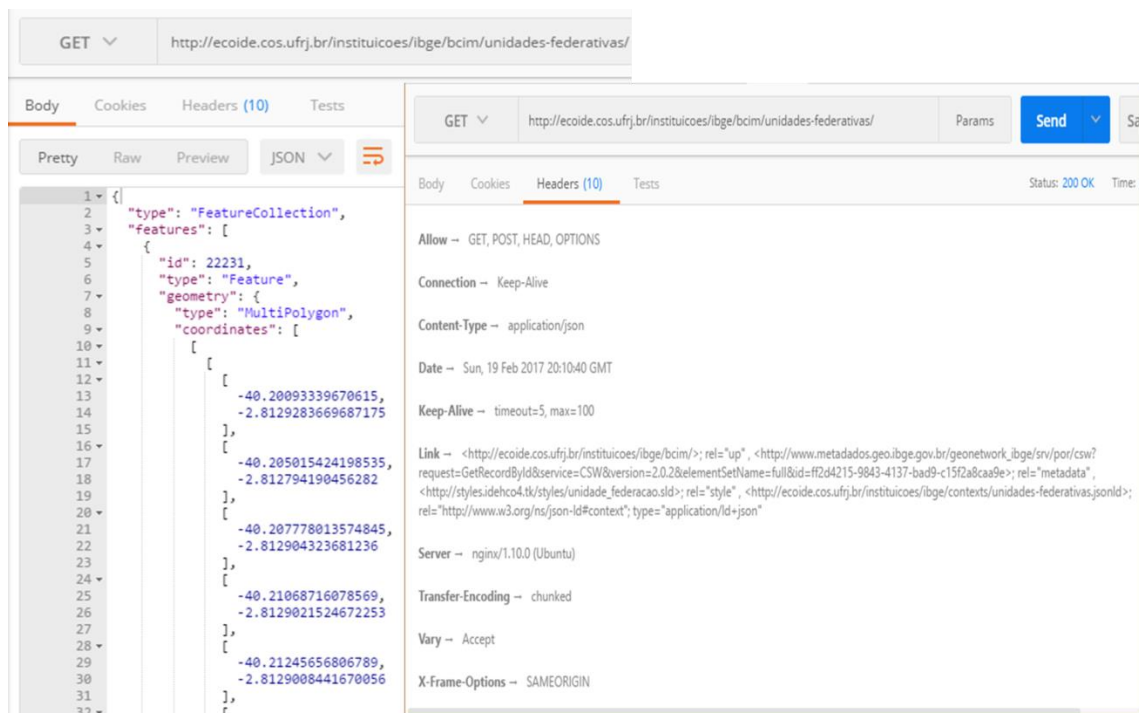 GET http://ecoide.cos.ufrj.br/instituicoes/ibge/bcim/unidades-federativas/
Body Cookies Headers (10) Tests
Pretty Raw Preview JSON
1 {
2 "type": "FeatureCollection",
3 "features": [
4 {
5 "id": 22231,
6 "type": "Feature",
7 "geometry": {
8 "type": "MultiPolygon",
9 "coordinates": [
10 [
11 [
12 [
13 -40.20093339670615,
14 -2.8129283669687175
15 ],
16 [
17 -40.205015424198535,
18 -2.812794190456282
19 ],
20 [
21 -40.207778013574845,
22 -2.812904323681236
23 ],
24 [
25 -40.21068716078569,
26 -2.8129021524672253
27 ],
28 [
29 -40.21245656806789,
30 -2.8129008441670056
31 ],
32 [
GET http://ecoide.cos.ufrj.br/instituicoes/ibge/bcim/unidades-federativas/ Params Send Sa
Body Cookies Headers (10) Tests Status: 200 OK Time:
Allow → GET, POST, HEAD, OPTIONS
Connection → Keep-Alive
Content-Type → application/json
Date → Sun, 19 Feb 2017 20:10:40 GMT
Keep-Alive → timeout=5, max=100
Link → <http://ecoide.cos.ufrj.br/instituicoes/ibge/bcim/>; rel="up" , <http://www.metadados.geo.ibge.gov.br/geonetwork_ibge/srv/por/csw?
request=GetRecordById&service=CSW&version=2.0.2&elementSetName=full&id=ff2d4215-9843-4137-bad9-c15f2a8caa9e>; rel="metadata" ,
<http://styles.idehco4.tk/styles/unidade_federacao.sld>; rel="style" , <http://ecoide.cos.ufrj.br/instituicoes/ibge/contexts/unidades-federativas.jsonld>;
rel="http://www.w3.org/ns/json-ld#context"; type="application/ld+json"
Server → nginx/1.10.0 (Ubuntu)
Transfer-Encoding → chunked
Vary → Accept
X-Frame-Options → SAMEORIGIN